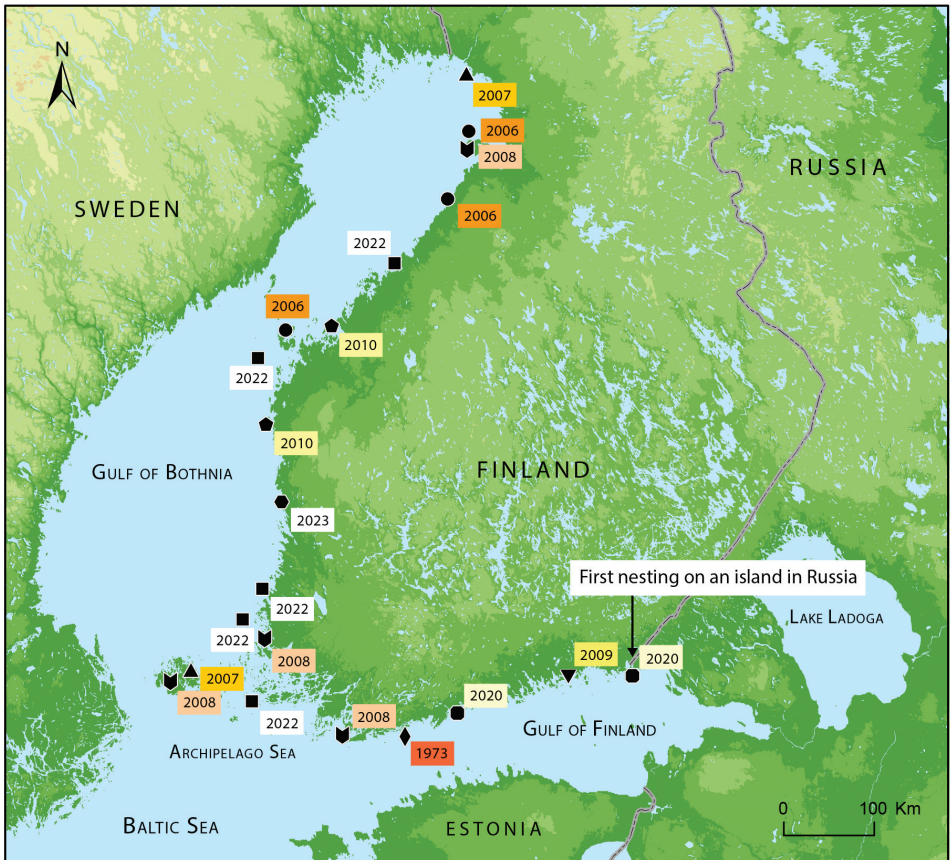 N
2007
2006
2008
RUSSIA
SWEDEN
2006
2022
2006
2010
2022
2010
GULF OF BOTHNIA
FINLAND
2023
First nesting on an island in Russia
2022
LAKE LADOGA
2022
2008
2009
2020
2007
2008
2022
2008
2020
GULF OF FINLAND
ARCHIPELAGO SEA
1973
0 100 Km
BALTIC SEA
ESTONIA